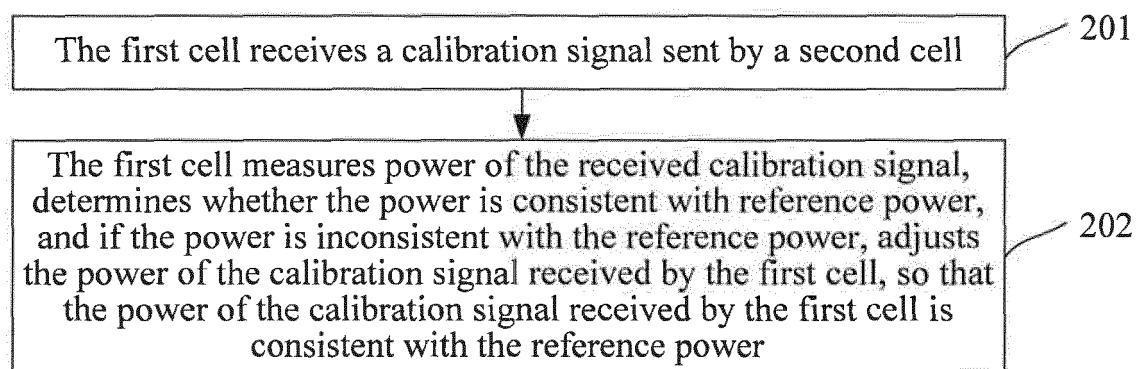 The first cell receives a calibration signal sent by a second cell
201
The first cell measures power of the received calibration signal,
determines whether the power is consistent with reference power,
and if the power is inconsistent with the reference power, adjusts
the power of the calibration signal received by the first cell, so that
the power of the calibration signal received by the first cell is
consistent with the reference power
202